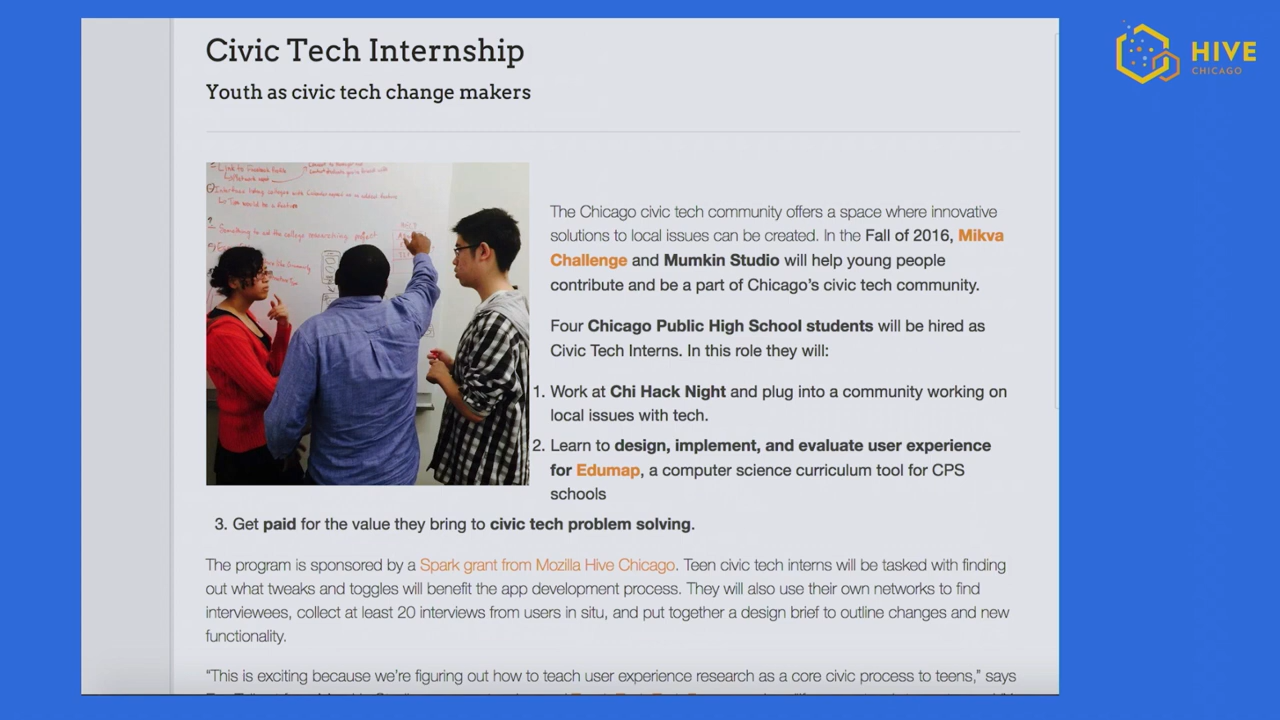 Civic Tech Internship
Youth as civic tech change makers
HIVE
CHICAGO
The Chicago civic tech community offers a space where innovative
solutions to local issues can be created. In the Fall of 2016, Mikva
Challenge and Mumkin Studio will help young people
contribute and be a part of Chicago's civic tech community.
Four Chicago Public High School students will be hired as
Civic Tech Interns. In this role they will:
1. Work at Chi Hack Night and plug into a community working on
local issues with tech.
2. Learn to design, implement, and evaluate user experience
for Edumap, a computer science curriculum tool for CPS
schools
3. Get paid for the value they bring to civic tech problem solving.
The program is sponsored by a Spark grant from Mozilla Hive Chicago. Teen civic tech interns will be tasked with finding
out what tweaks and toggles will benefit the app development process. They will also use their own networks to find
interviewees, collect at least 20 interviews from users in situ, and put together a design brief to outline changes and new
functionality.
"This is exciting because we're figuring out how to teach user experience research as a core civic process to teens," says